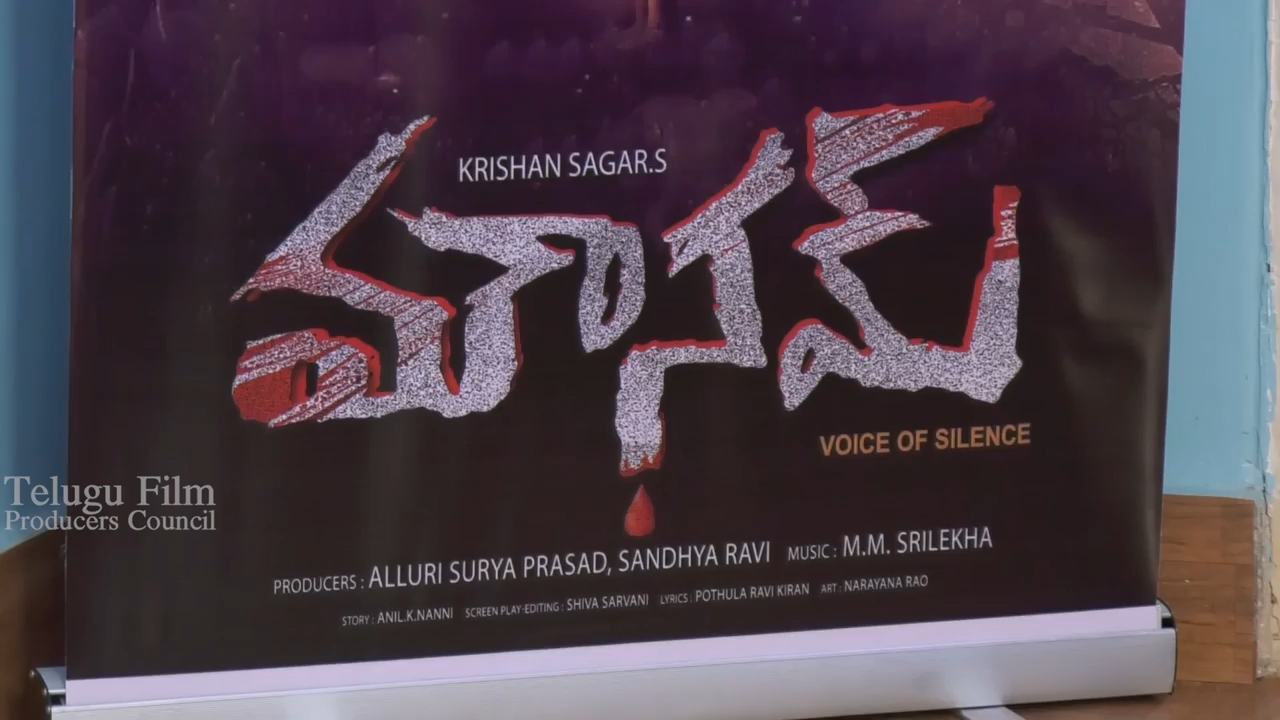 KRISHAN SAGAR.S
మౌనమ్
VOICE OF SILENCE
Telugu Film
Producers Council
PRODUCERS : ALLURI SURYA PRASAD, SANDHYA RAVI MUSIC : M.M. SRILEKHA
STORY : ANIL.K.NANNI SCREEN PLAY-EDITING : SHIVA SARVANI LYRICS : POTHULA RAVI KIRAN ART : NARAYANA RAO